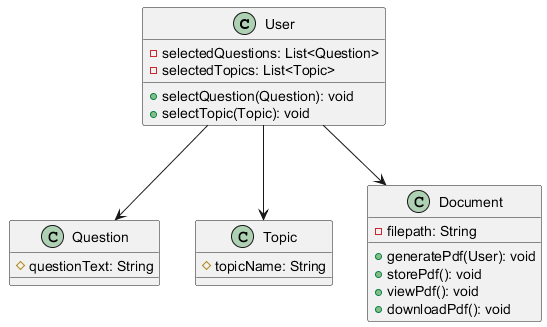 C User
selectedQuestions: List<Question>
selectedTopics: List<Topic>
selectQuestion(Question): void
selectTopic(Topic): void
C Question
questionText: String
C Topic
topicName: String
C Document
filepath: String
generatePdf(User): void
storePdf(): void
viewPdf(): void
downloadPdf(): void